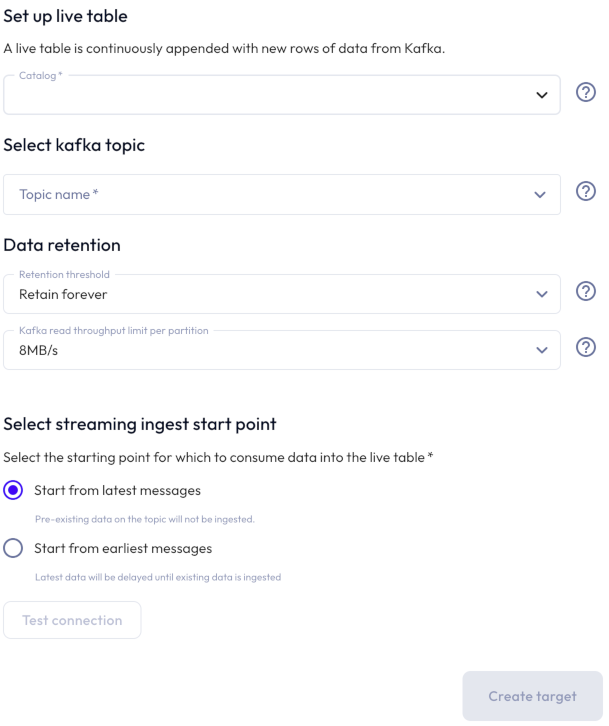 Set up live table
A live table is continuously appended with new rows of data from Kafka.
Catalog *
Select kafka topic
Topic name *
Data retention
Retention threshold
Retain forever
Kafka read throughput limit per partition
8MB/s
Select streaming ingest start point
Select the starting point for which to consume data into the live table *
Start from latest messages
Pre-existing data on the topic will not be ingested.
Start from earliest messages
Latest data will be delayed until existing data is ingested
Test connection
Create target